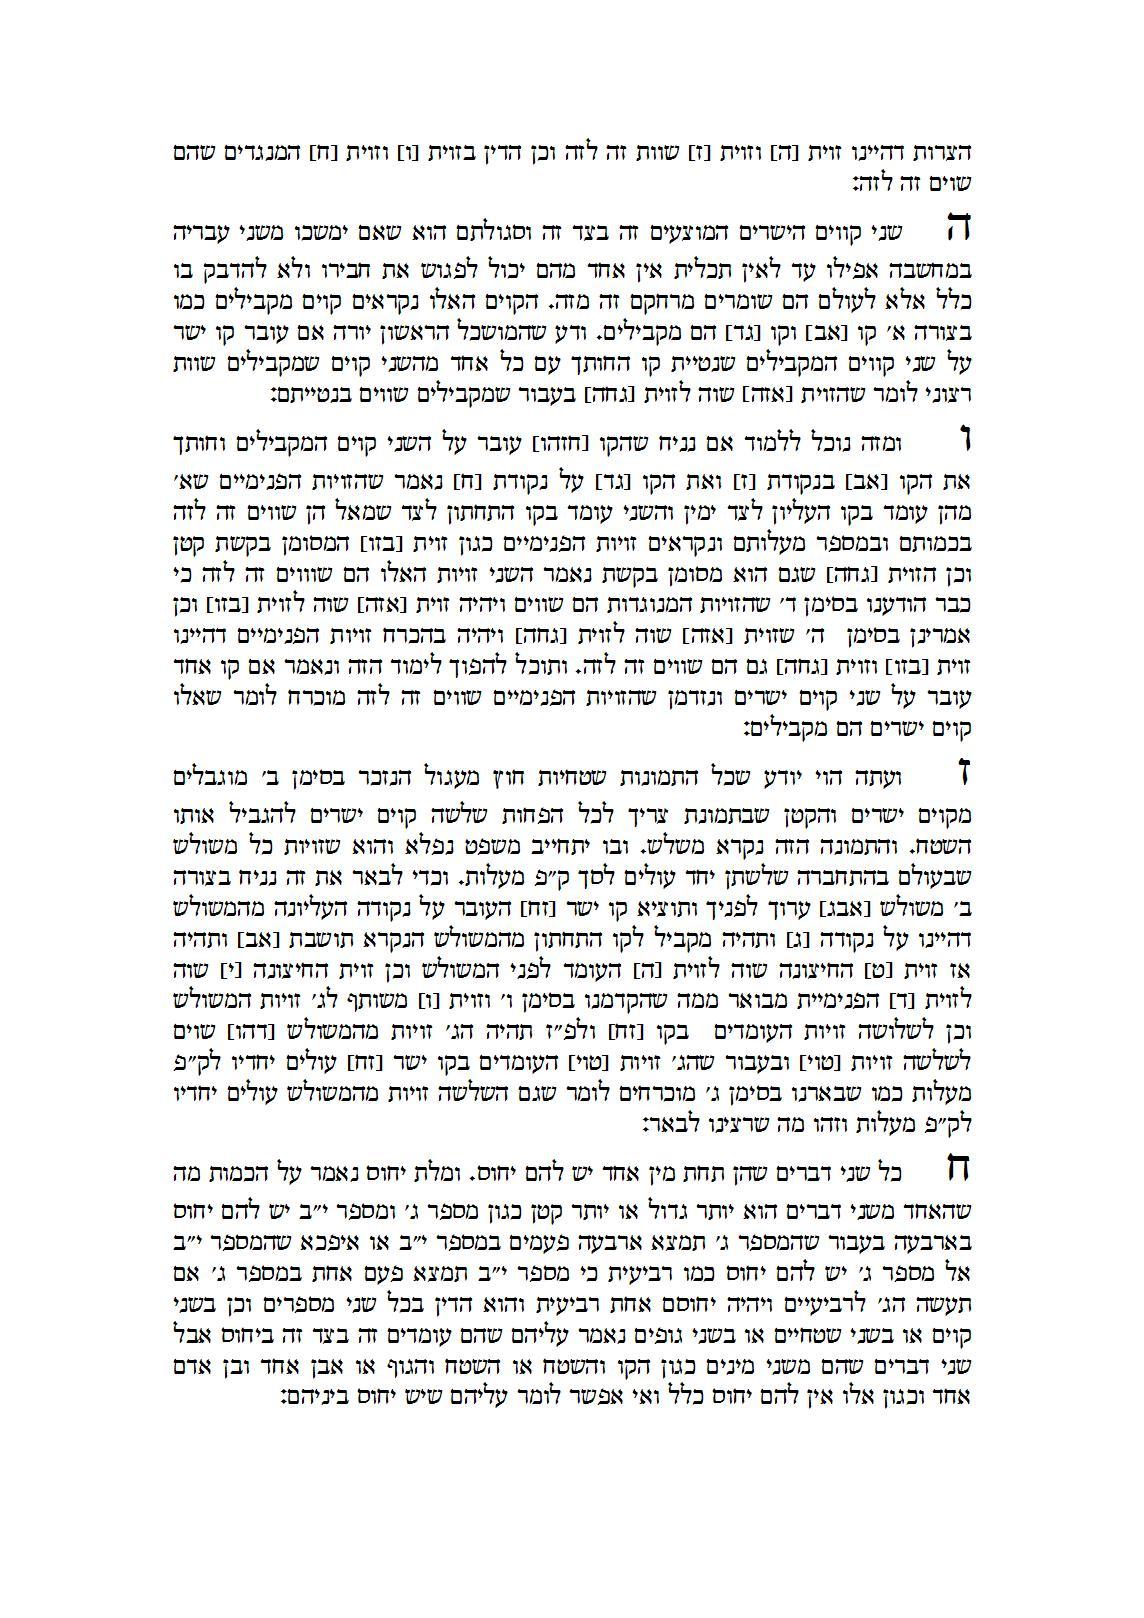 הצרות דהיינו זוית [ה] וזוית [ז] שוות זה לזה וכן הדין בזוית [ו] וזוית [ח] המנגדים שהם
שוים זה לזה:
ה שני קווים הישרים המוצעים זה בצד זה וסגולתם הוא שאם ימשכו משני עבריה
במחשבה אפילו עד לאין תכלית אין אחד מהם יכול לפגוש את חבירו ולא להדבק בו
כלל אלא לעולם הם שומרים מרחקם זה מזה. הקוים האלו נקראים קוים מקבילים כמו
בצורה א׳ קו [אב] וקו [גד] הם מקבילים. ודע שהמושכל הראשון יורה אם עובר קו ישר
על שני קווים המקבילים שנטיית קו החותך עם כל אחד מהשני קוים שמקבילים שוות
רצוני לומר שהזוית [אזה] שוה לזוית [גחה] בעבור שמקבילים שווים בנטייתם:
ו ומזה נוכל ללמוד אם נניח שהקו [חזהו] עובר על השני קוים המקבילים וחותך
את הקו [אב] בנקודת [ז] ואת הקו [גד] על נקודת [ח] נאמר שהזויות הפנימיים שא׳
מהן עומד בקו העליון לצד ימין והשני עומד בקו התחתון לצד שמאל הן שווים זה לזה
בכמותם ובמספר מעלותם ונקראים זויות הפנימיים כגון זוית [בזו] המסומן בקשת קטן
וכן הזוית [גחה] שגם הוא מסומן בקשת נאמר השני זויות האלו הם שוווים זה לזה כי
כבר הודענו בסימן ד׳ שהזויות המנוגדות הם שווים ויהיה זוית [אזה] שוה לזוית [בזו] וכן
אמרינן בסימן ה׳ שזוית [אזה] שוה לזוית [גחה] ויהיה בהכרח זויות הפנימיים דהיינו
זוית [בזו] וזוית [גחה] גם הם שווים זה לזה. ותוכל להפוך לימוד הזה ונאמר אם קו אחד
עובר על שני קוים ישרים ונזדמן שהזויות הפנימיים שווים זה לזה מוכרח לומר שאלו
קוים ישרים הם מקבילים:
ז ועתה הוי יודע שכל התמונות שטחיות חוץ מעגול הנזכר בסימן ב׳ מוגבלים
מקוים ישרים והקטן שבתמונת צריך לכל הפחות שלשה קוים ישרים להגביל אותו
השטח. והתמונה הזה נקרא משלש. ובו יתחייב משפט נפלא והוא שזויות כל משולש
שבעולם בהתחברה שלשתן יחד עולים לסך ק״פ מעלות. וכדי לבאר את זה נניח בצורה
ב׳ משולש [אבג] ערוך לפניך ותוציא קו ישר [זח] העובר על נקודה העליונה מהמשולש
דהיינו על נקודה [ג] ותהיה מקביל לקו התחתון מהמשולש הנקרא תושבת [אב] ותהיה
אז זוית [ט] החיצונה שוה לזוית [ה] העומד לפני המשולש וכן זוית החיצונה [י] שוה
לזוית [ד] הפנימיית מבואר ממה שהקדמנו בסימן ו׳ וזוית [ו] משותף לג׳ זויות המשולש
וכן לשלושה זויות העומדים בקו [זח] ולפ״ז תהיה הג׳ זויות מהמשולש [דהו] שוים
לשלשה זויות [טוי] ובעבור שהג׳ זויות [טוי] העומדים בקו ישר [זח] עולים יחדיו לק״פ
מעלות כמו שבארנו בסימן ג׳ מוכרחים לומר שגם השלשה זויות מהמשולש עולים יחדיו
לק״פ מעלות וזהו מה שרצינו לבאר:
ח כל שני דברים שהן תחת מין אחד יש להם יחוס. ומלת יחוס נאמר על הכמות מה
שהאחד משני דברים הוא יותר גדול או יותר קטן כגון מספר ג׳ ומספר י״ב יש להם יחוס
בארבעה בעבור שהמספר ג׳ תמצא ארבעה פעמים במספר י״ב או איפכא שהמספר י״ב
אל מספר ג׳ יש להם יחוס כמו רביעית כי מספר י״ב תמצא פעם אחת במספר ג׳ אם
תעשה הג׳ לרביעיים ויהיה יחוסם אחת רביעית והוא הדין בכל שני מספרים וכן בשני
קוים או בשני שטחיים או בשני גופים נאמר עליהם שהם עומדים זה בצד זה ביחוס אבל
שני דברים שהם משני מינים כגון הקו והשטח או השטח והגוף או אבן אחד ובן אדם
אחד וכגון אלו אין להם יחוס כלל ואי אפשר לומר עליהם שיש יחוס ביניהם: